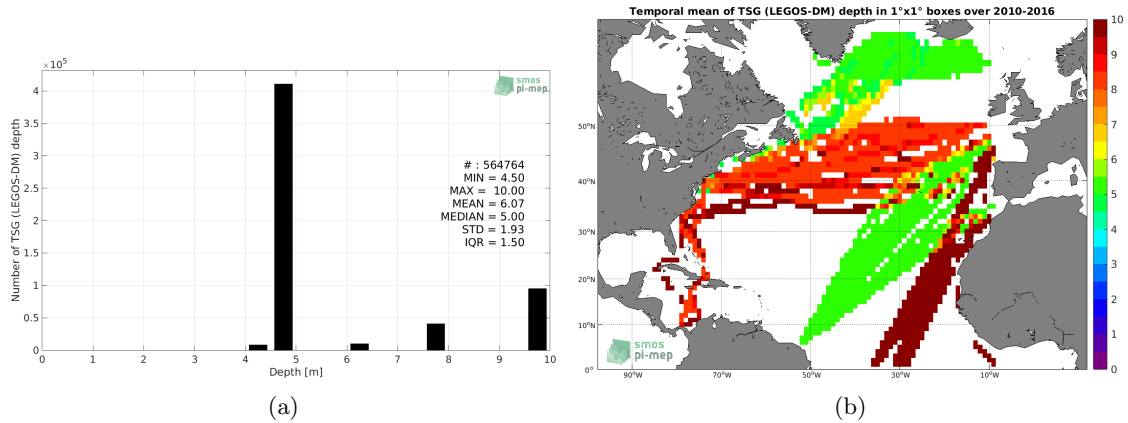 ×10⁵
4
3.5
3
2.5
2
1.5
1
0.5
0
0 1 2 3 4 5 6 7 8 9 10
Depth [m]
Number of TSG (LEGOS-DM) depth
smos
pi-mep
# : 564764
MIN = 4.50
MAX = 10.00
MEAN = 6.07
MEDIAN = 5.00
STD = 1.93
IQR = 1.50
(a)
Temporal mean of TSG (LEGOS-DM) depth in 1°x1° boxes over 2010-2016
50°N
40°N
30°N
20°N
10°N
0°
90°W 70°W 50°W 30°W 10°W
smos
pi-mep
10
9
8
7
6
5
4
3
2
1
0
(b)